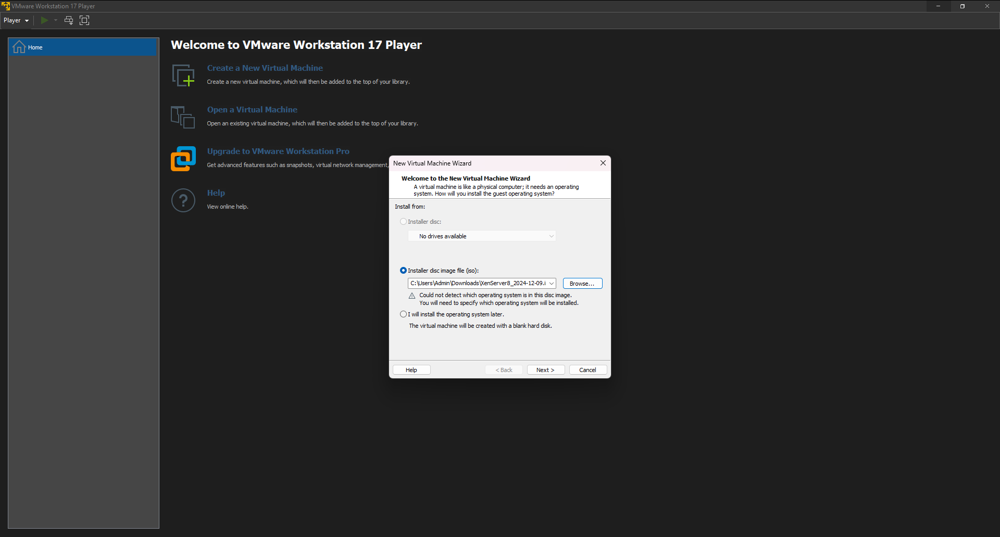 VMware Workstation 17 Player
Player
Home
Welcome to VMware Workstation 17 Player
Create a New Virtual Machine
Create a new virtual machine, which will then be added to the top of your library.
Open a Virtual Machine
Open an existing virtual machine, which will then be added to the top of your library.
Upgrade to VMware Workstation Pro
Get advanced features such as snapshots, virtual network management,
Help
View online help.
New Virtual Machine Wizard
Welcome to the New Virtual Machine Wizard
A virtual machine is like a physical computer; it needs an operating
system. How will you install the guest operating system?
Install from:
Installer disc:
No drives available
Installer disc image file (iso):
C:\Users\Admin\Downloads\XenServer8_2024-12-09.i
Browse...
Could not detect which operating system is in this disc image.
You will need to specify which operating system will be installed.
I will install the operating system later.
The virtual machine will be created with a blank hard disk.
Help
< Back
Next >
Cancel